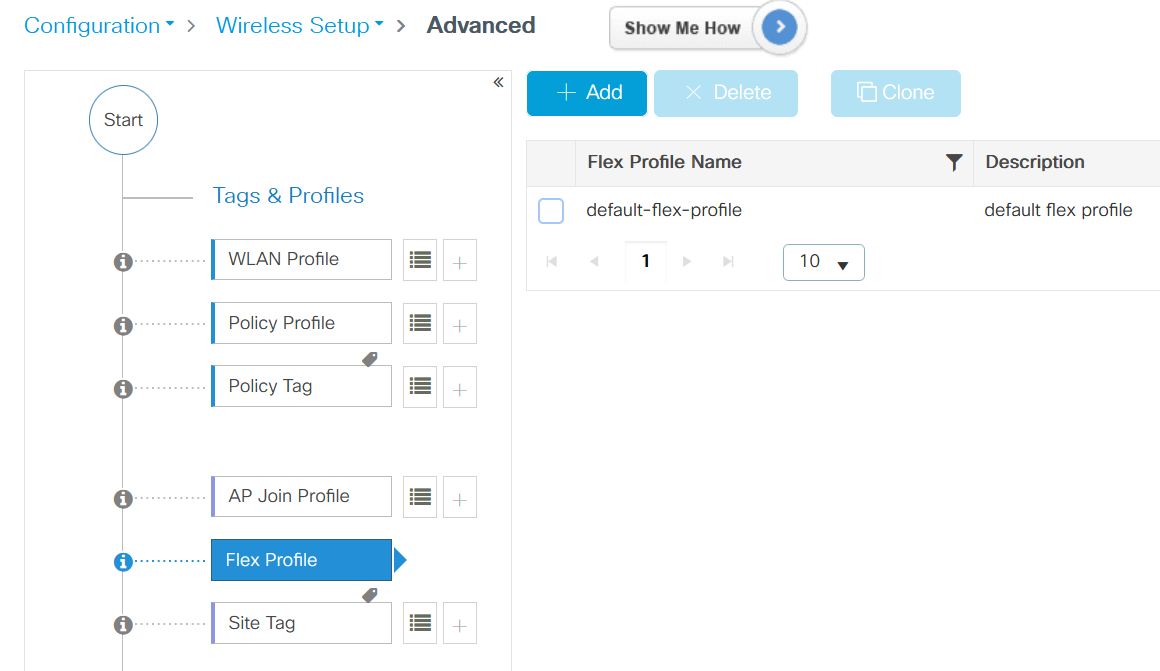 Configuration > Wireless Setup > Advanced
Show Me How
Start
Tags & Profiles
WLAN Profile
Policy Profile
Policy Tag
AP Join Profile
Flex Profile
Site Tag
Add
Delete
Clone
Flex Profile Name
Description
default-flex-profile
default flex profile
1
10